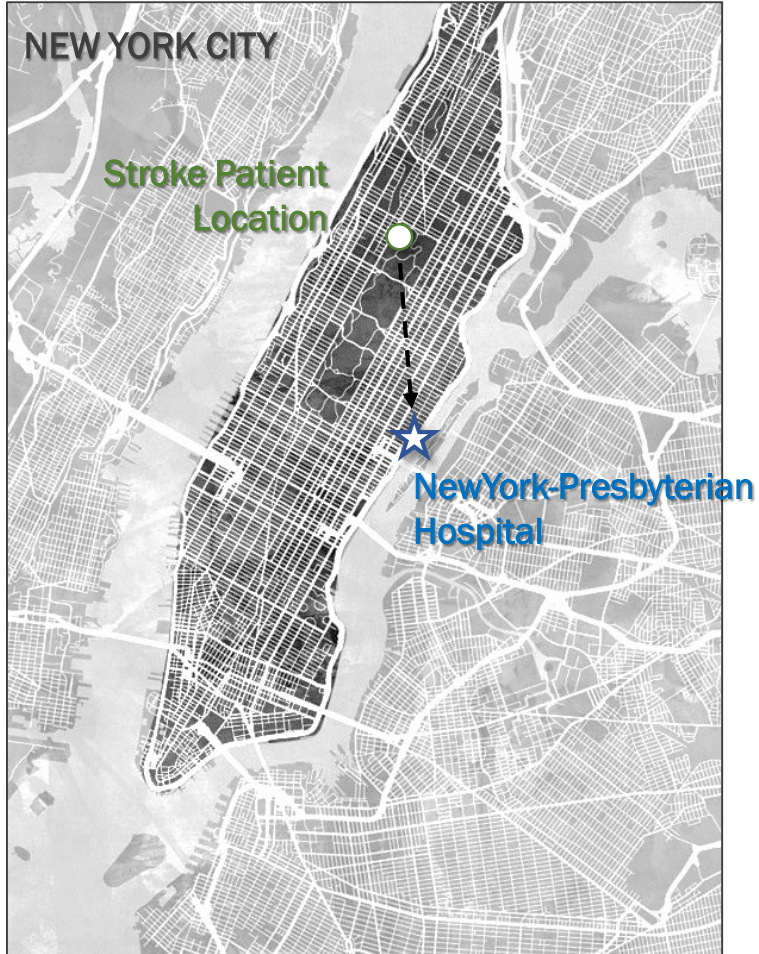 NEW YORK CITY
Stroke Patient
Location
NewYork-Presbyterian
Hospital